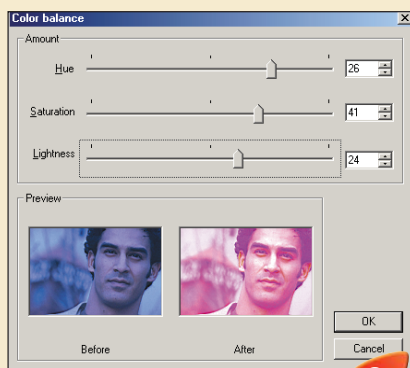 Color balance
Amount
Hue 26
Saturation 41
Lightness 24
Preview
Before After
OK
Cancel